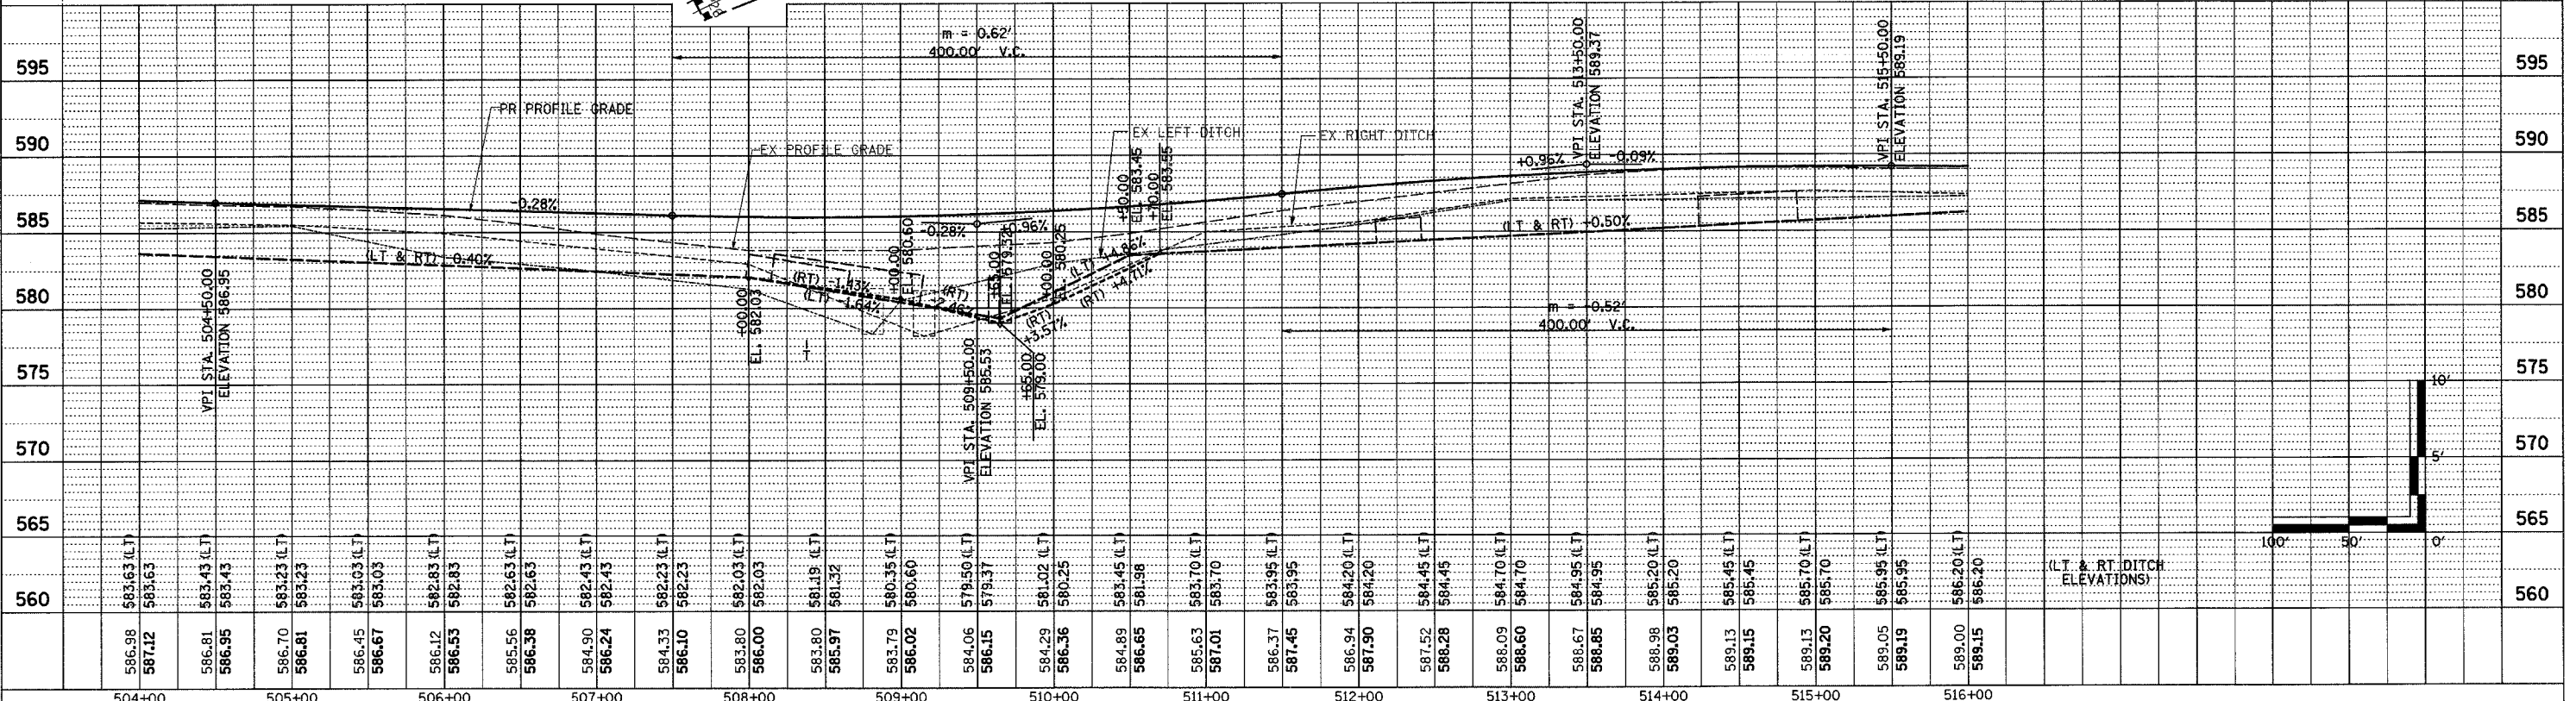 m = 0.62'
400.00' V.C.
595
595
PR PROFILE GRADE
EX PROFILE GRADE
EX LEFT DITCH
EX RIGHT DITCH
VPI STA. 513+50.00
ELEVATION 589.37
VPI STA. 515+50.00
ELEVATION 589.19
590
590
+0.96%
-0.09%
+50.00
EL. 583.45
+70.00
EL. 583.55
-0.28%
585
585
-0.28%
+0.96%
(LT & RT) +0.50%
(LT & RT) -0.40%
VPI STA. 504+50.00
ELEVATION 586.95
+00.00
EL. 582.03
(RT) -1.43%
(LT) -1.64%
+00.00
EL. 580.60
(RT)
-2.46%
+65.00
EL. 579.32
+00.00
580.25
(LT) +4.86%
(RT) +4.71%
(RT)
+3.57%
580
580
m = -0.52'
400.00' V.C.
VPI STA. 509+50.00
ELEVATION 585.53
+65.00
EL. 579.00
575
575
10'
570
570
5'
565
565
100'
50'
0'
(LT & RT DITCH
ELEVATIONS)
560
560
583.63 (LT)
583.63
583.43 (LT)
583.43
583.23 (LT)
583.23
583.03 (LT)
583.03
582.83 (LT)
582.83
582.63 (LT)
582.63
582.43 (LT)
582.43
582.23 (LT)
582.23
582.03 (LT)
582.03
581.19 (LT)
581.32
580.35 (LT)
580.60
579.50 (LT)
579.37
581.02 (LT)
580.25
583.45 (LT)
581.98
583.70 (LT)
583.70
583.95 (LT)
583.95
584.20 (LT)
584.20
584.45 (LT)
584.45
584.70 (LT)
584.70
584.95 (LT)
584.95
585.20 (LT)
585.20
585.45 (LT)
585.45
585.70 (LT)
585.70
585.95 (LT)
585.95
586.20 (LT)
586.20
586.98
587.12
586.81
586.95
586.70
586.81
586.45
586.67
586.12
586.53
585.56
586.38
584.90
586.24
584.33
586.10
583.80
586.00
583.80
585.97
583.79
586.02
584.06
586.15
584.29
586.36
584.89
586.65
585.63
587.01
586.37
587.45
586.94
587.90
587.52
588.28
588.09
588.60
588.67
588.85
588.98
589.03
589.13
589.15
589.13
589.20
589.05
589.19
589.00
589.15
504+00
505+00
506+00
507+00
508+00
509+00
510+00
511+00
512+00
513+00
514+00
515+00
516+00